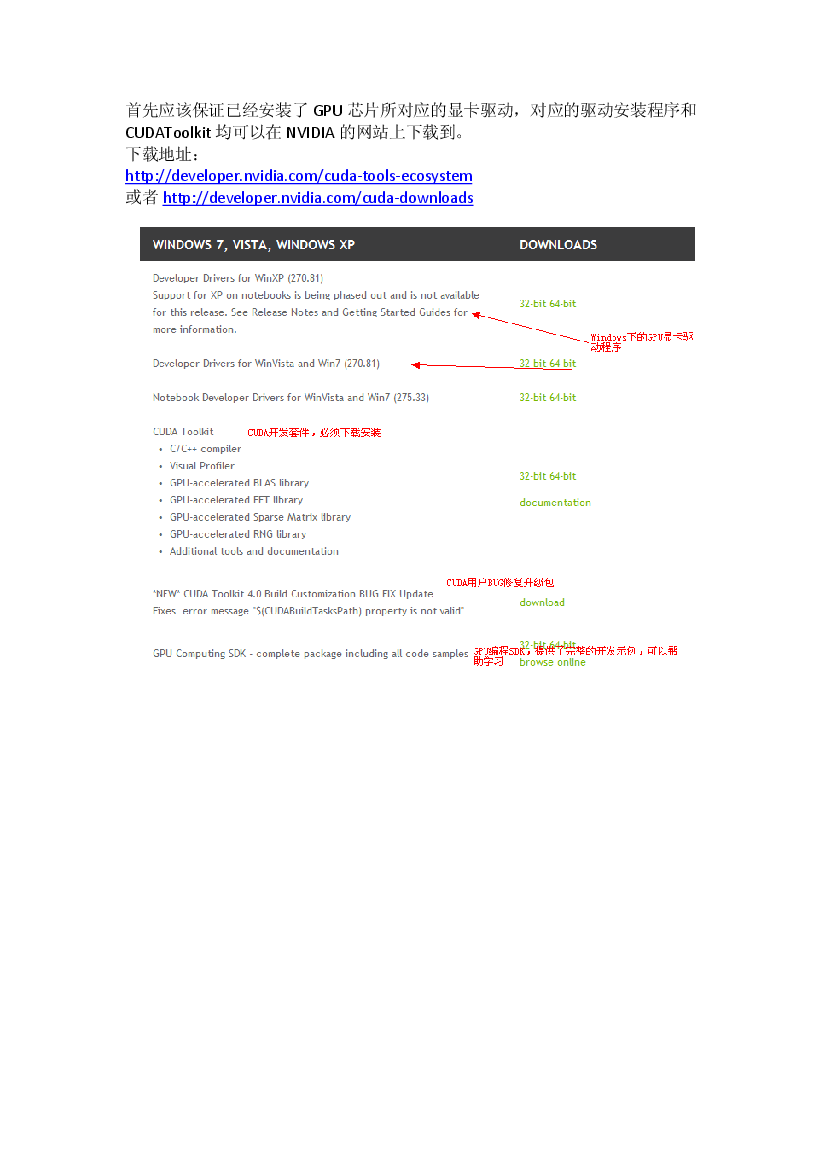 首先应该保证已经安装了 GPU 芯片所对应的显卡驱动，对应的驱动安装程序和
CUDAToolkit 均可以在 NVIDIA 的网站上下载到。
下载地址：
http://developer.nvidia.com/cuda-tools-ecosystem
或者 http://developer.nvidia.com/cuda-downloads
WINDOWS 7, VISTA, WINDOWS XP DOWNLOADS
Developer Drivers for WinXP (270.81)
Support for XP on notebooks is being phased out and is not available
for this release. See Release Notes and Getting Started Guides for
more information.
32-bit 64-bit
Windows下的GPU显卡驱
动程序
Developer Drivers for WinVista and Win7 (270.81) 32-bit 64-bit
Notebook Developer Drivers for WinVista and Win7 (275.33) 32-bit 64-bit
CUDA Toolkit CUDA开发套件，必须下载安装
• C/C++ compiler
• Visual Profiler
• GPU-accelerated BLAS library
• GPU-accelerated FFT library
• GPU-accelerated Sparse Matrix library
• GPU-accelerated RNG library
• Additional tools and documentation
32-bit 64-bit
documentation
CUDA用户BUG修复升级包
*NEW* CUDA Toolkit 4.0 Build Customization BUG FIX Update
Fixes error message "$(CUDABuildTasksPath) property is not valid"
download
GPU Computing SDK - complete package including all code samples
32-bit 64-bit
GPU编程SDK，提供了完整的开发示例，可以帮
助学习
browse online